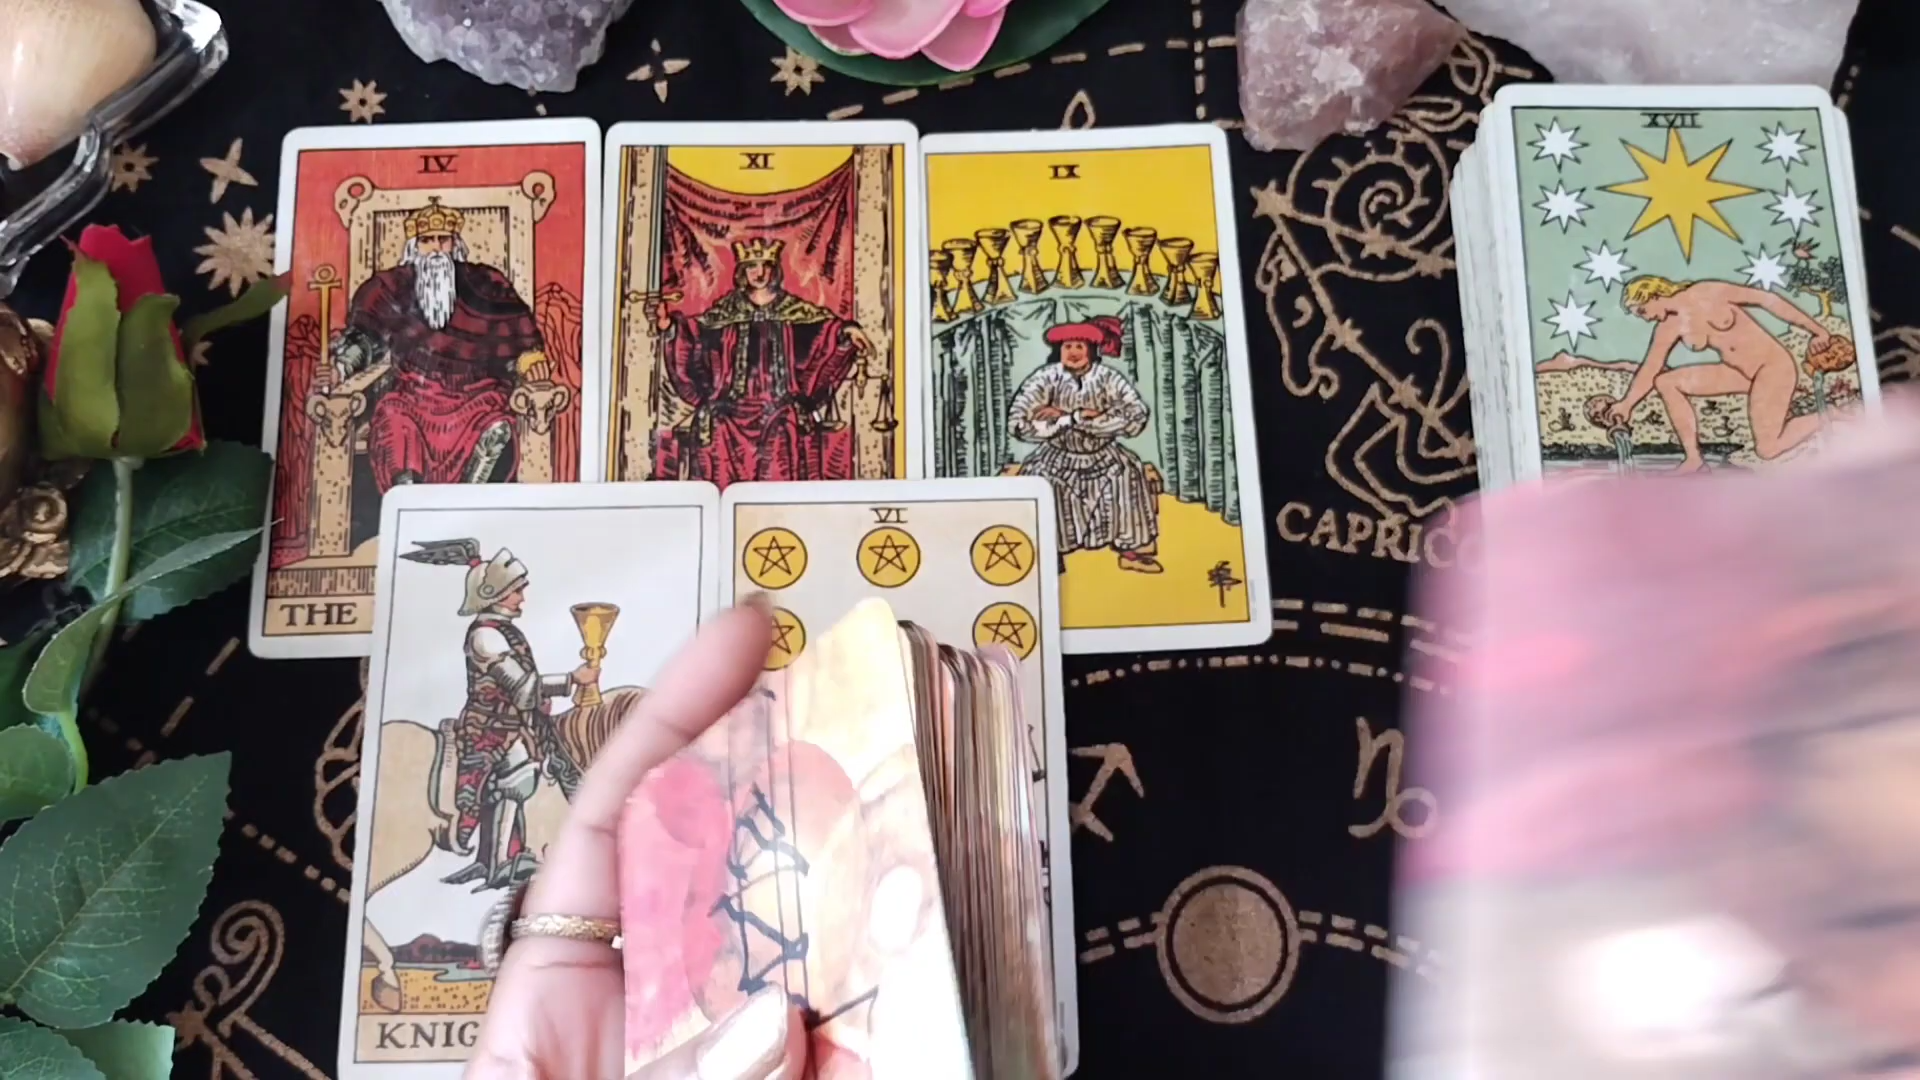 IV
XI
IX
XVII
THE
CAPRICO
VI
KNIG